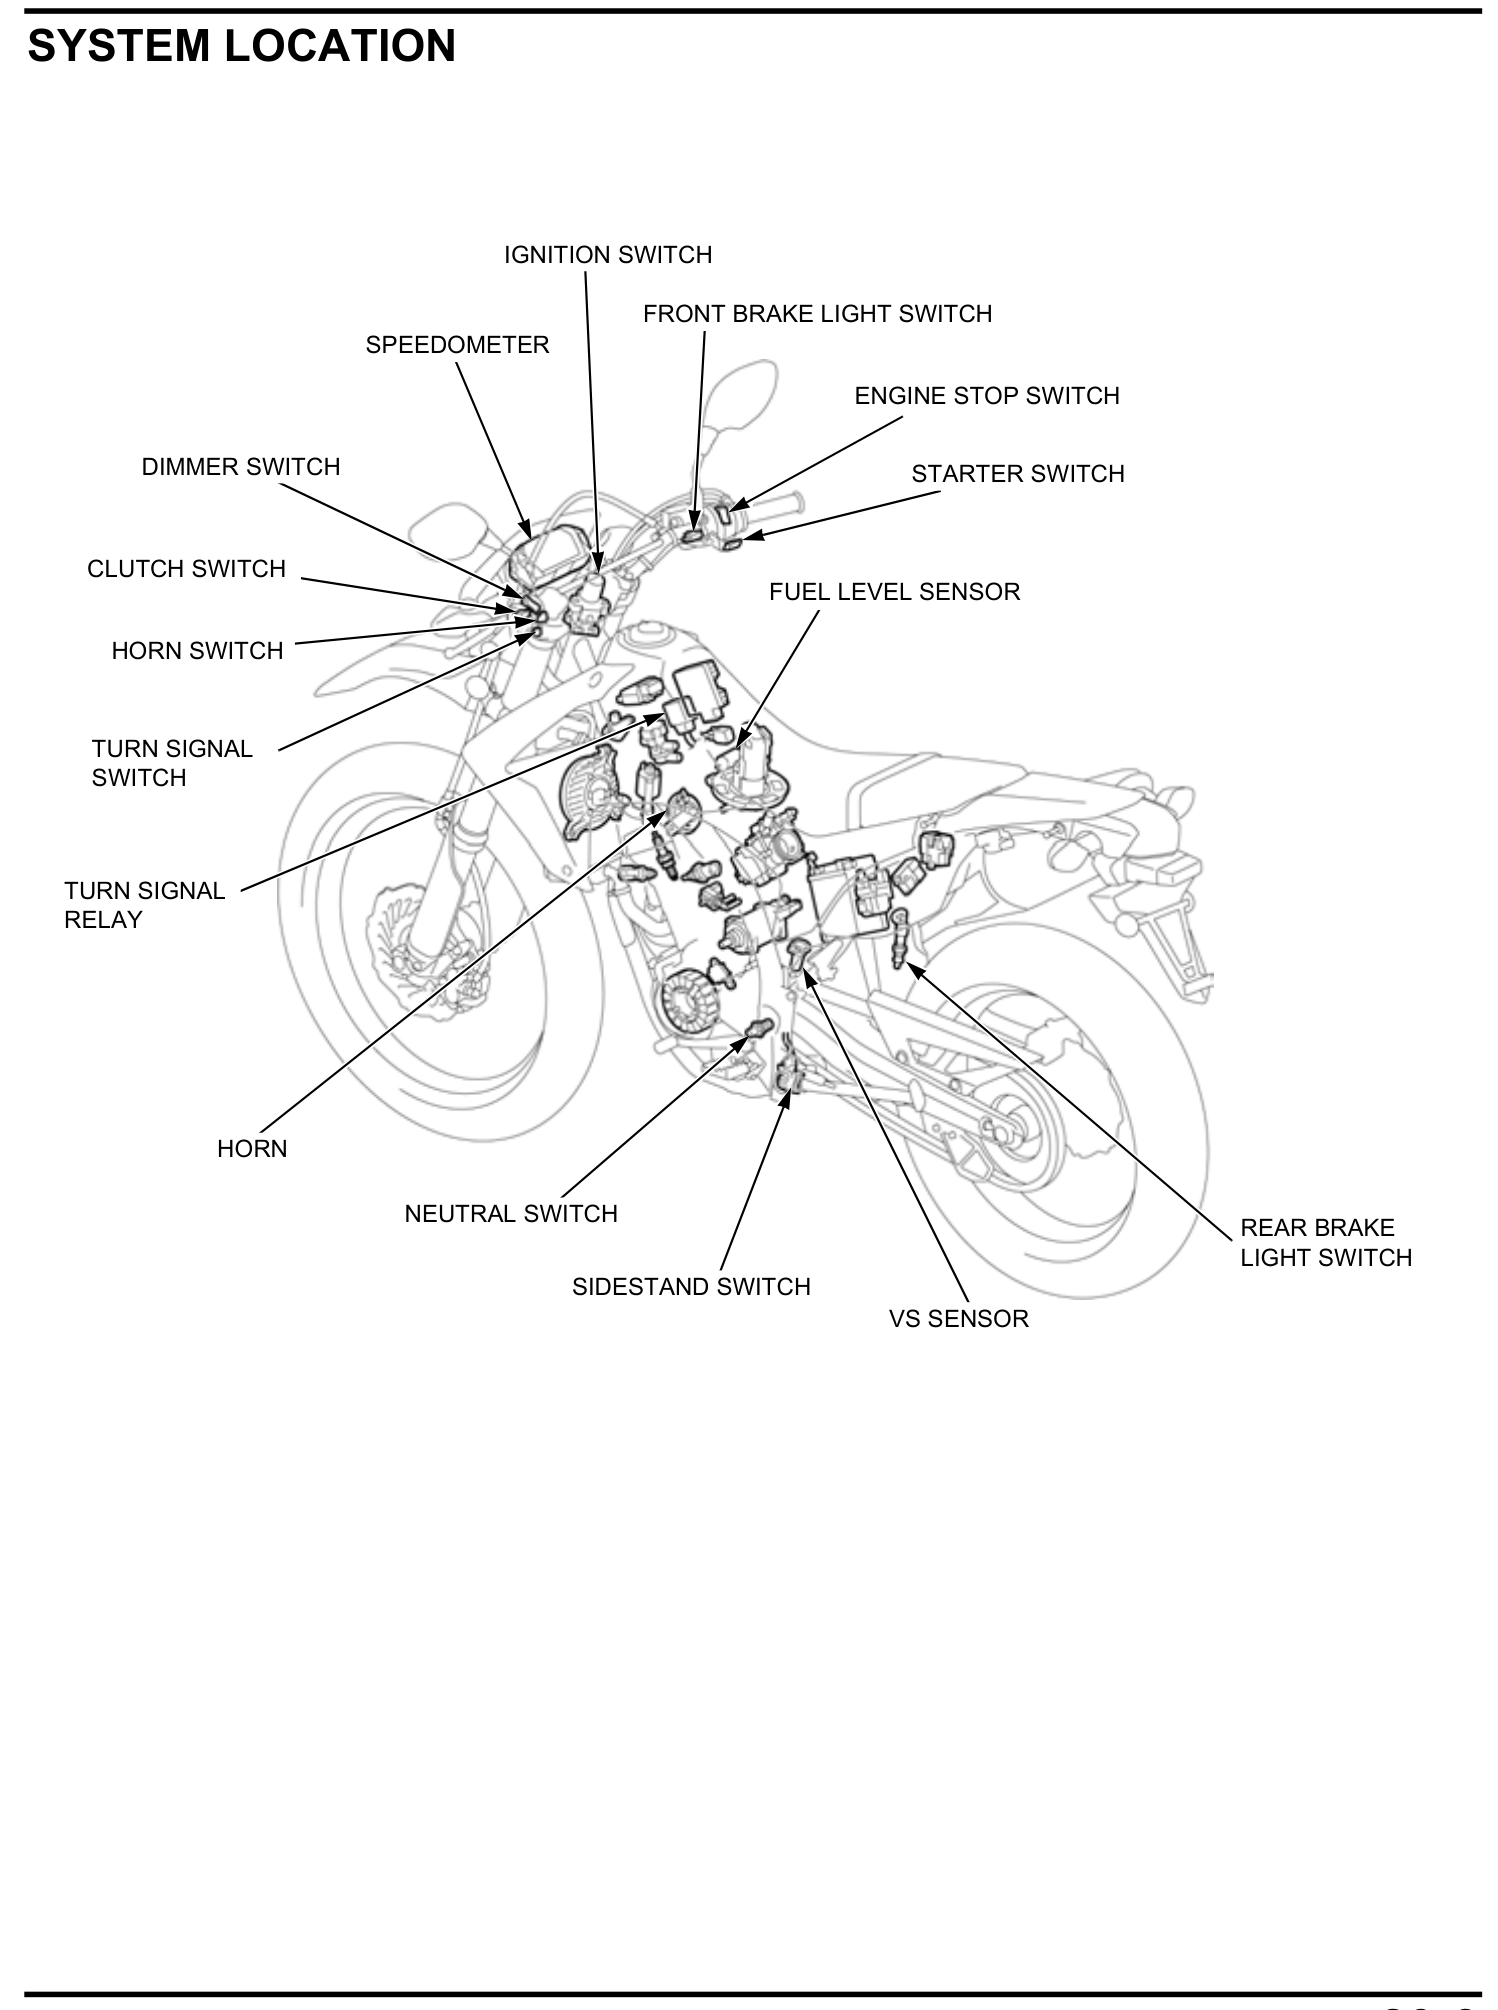 SYSTEM LOCATION
IGNITION SWITCH
FRONT BRAKE LIGHT SWITCH
SPEEDOMETER
ENGINE STOP SWITCH
DIMMER SWITCH
STARTER SWITCH
CLUTCH SWITCH
FUEL LEVEL SENSOR
HORN SWITCH
TURN SIGNAL
SWITCH
TURN SIGNAL
RELAY
HORN
NEUTRAL SWITCH
REAR BRAKE
LIGHT SWITCH
SIDESTAND SWITCH
VS SENSOR